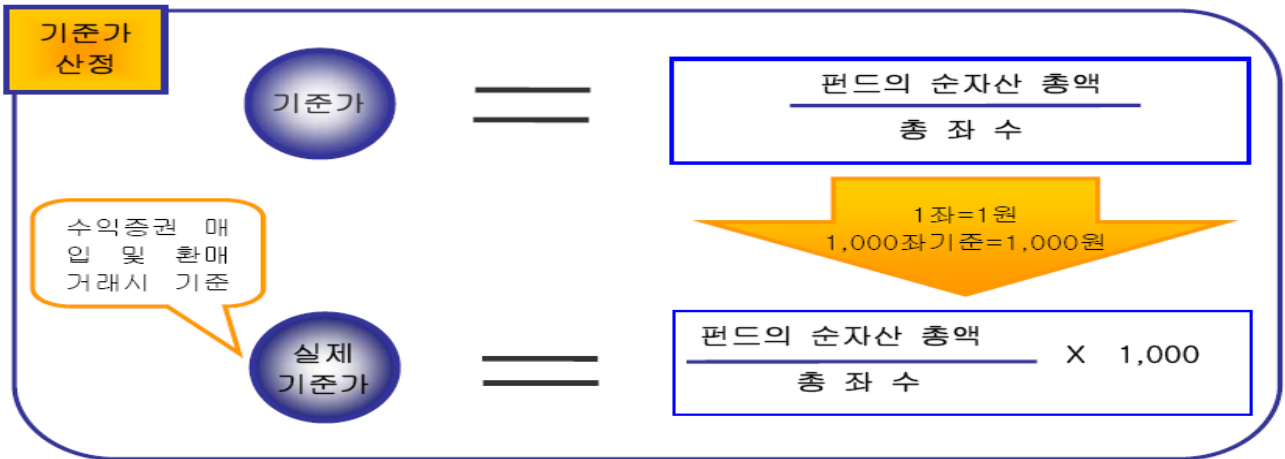 기준가
산정
기준가
펀드의 순자산 총액
총 좌 수
1좌=1원
1,000좌기준=1,000원
수익증권 매
입 및 환매
거래시 기준
실제
기준가
펀드의 순자산 총액
총 좌 수
X 1,000